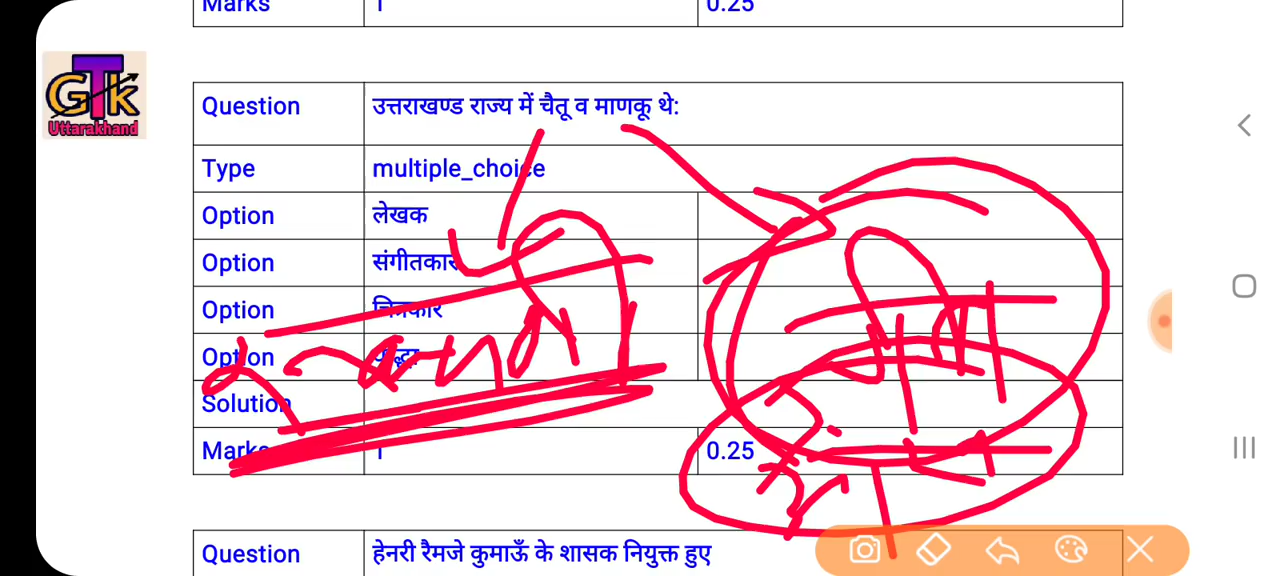 Marks 1 0.25
GTK
Uttarakhand
Question उत्तराखण्ड राज्य में चैतू व माणकू थे:
Type multiple_choice
Option लेखक
Option संगीतकार
Option चित्रकार
Option योद्धा
Solution
Marks 1 0.25
Question हेनरी रैमजे कुमाऊँ के शासक नियुक्त हुए